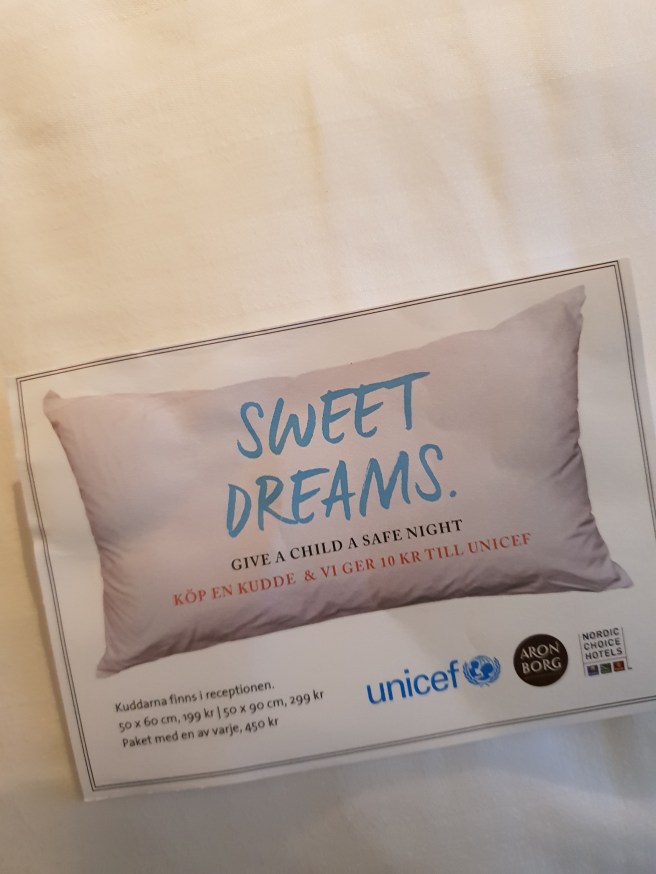 SWEET
DREAMS.
GIVE A CHILD A SAFE NIGHT
KÖP EN KUDDE & VI GER 10 KR TILL UNICEF
Kuddarna finns i receptionen.
50 x 60 cm, 199 kr | 50 x 90 cm, 299 kr
Paket med en av varje, 450 kr
unicef
ARON
BORG
NORDIC
CHOICE
HOTELS